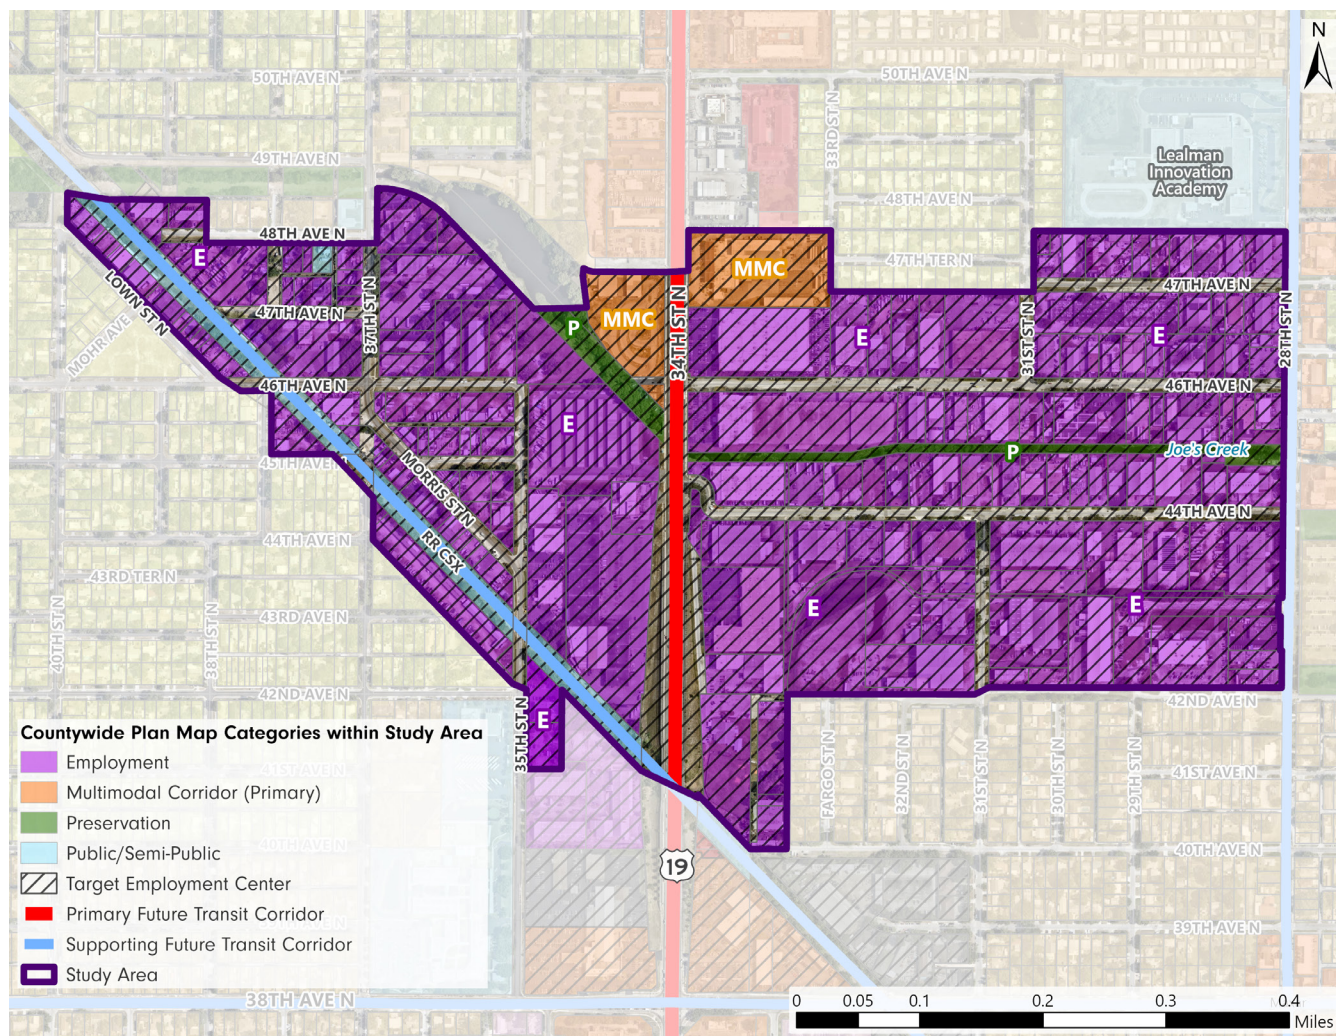 N
50TH AVE N
50TH AVE N
33RD ST N
49TH AVE N
Lealman
Innovation
Academy
48TH AVE N
48TH AVE N
47TH TER N
E
MMC
47TH AVE N
LOWN ST N
47TH AVE N
37TH ST N
P
MMC
34TH ST N
E
31ST ST N
E
28TH ST N
MOHR AVE
46TH AVE N
46TH AVE N
E
45TH AVE N
MORRIS ST N
P
Joe's Creek
44TH AVE N
44TH AVE N
RR CSX
43RD TER N
40TH ST N
38TH ST N
43RD AVE N
E
E
42ND AVE N
42ND AVE N
35TH ST N
E
FARGO ST N
32ND ST N
31ST ST N
30TH ST N
29TH ST N
41ST AVE N
40TH AVE N
39TH AVE N
19
Countywide Plan Map Categories within Study Area
Employment
41ST AVE N
Multimodal Corridor (Primary)
Preservation
40TH AVE N
Public/Semi-Public
Target Employment Center
Primary Future Transit Corridor
Supporting Future Transit Corridor
Study Area
38TH AVE N
0 0.05 0.1 0.2 0.3 0.4
Miles